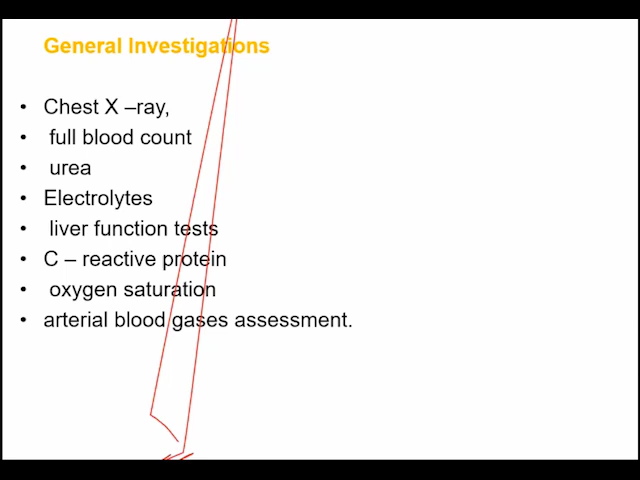 General Investigations
• Chest X –ray,
• full blood count
• urea
• Electrolytes
• liver function tests
• C – reactive protein
• oxygen saturation
• arterial blood gases assessment.